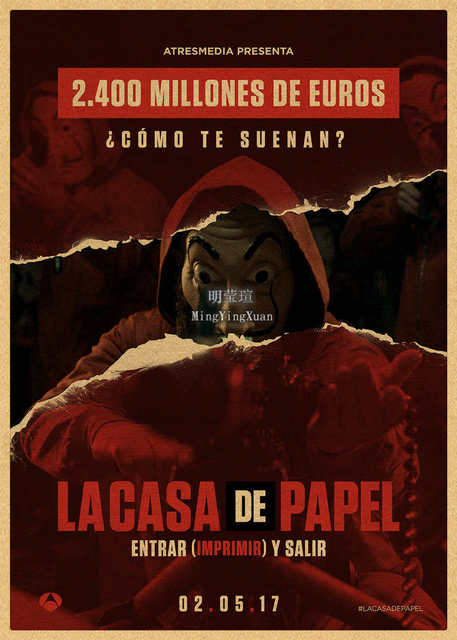 ATRESMEDIA PRESENTA
2.400 MILLONES DE EUROS
¿CÓMO TE SUENAN?
明莹瑄
MingYingXuan
LA CASA DE PAPEL
ENTRAR (IMPRIMIR) Y SALIR
02.05.17
#LACASADEPAPEL